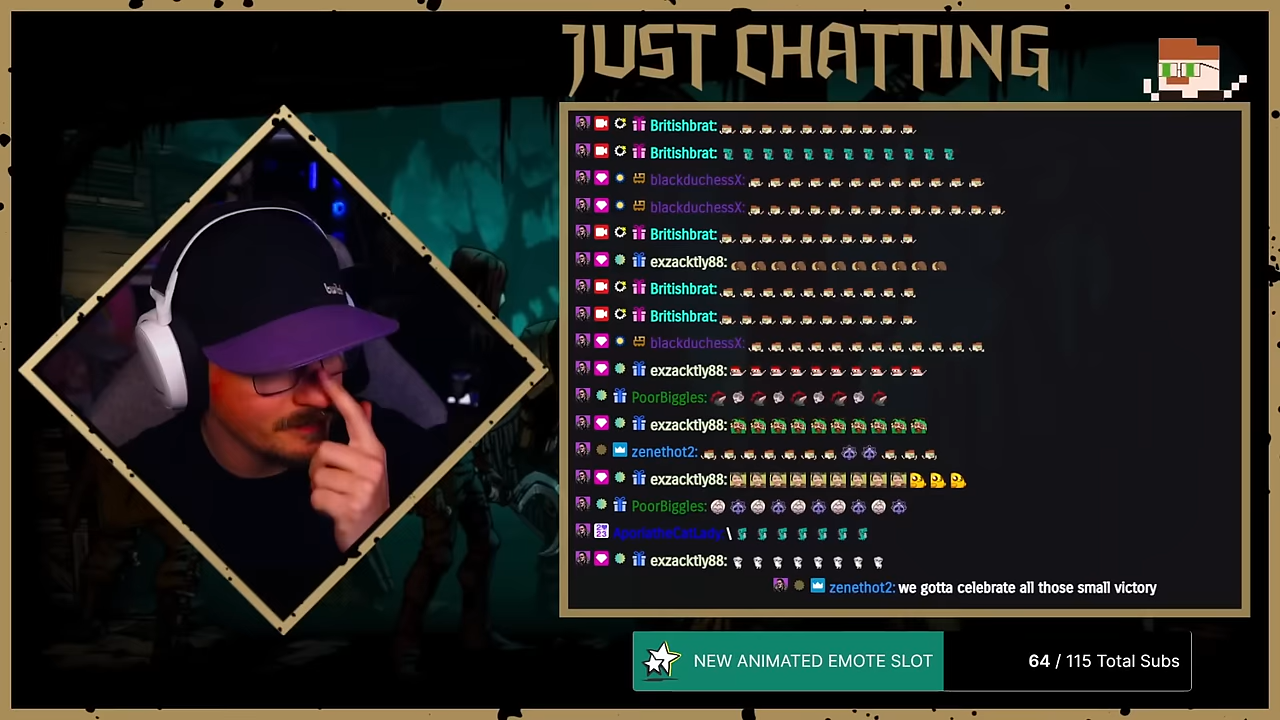 JUST CHATTING
Britishbrat:
Britishbrat:
blackduchessX:
blackduchessX:
Britishbrat:
exzacktly88:
Britishbrat:
Britishbrat:
blackduchessX:
exzacktly88:
PoorBiggles:
exzacktly88:
zenethot2:
exzacktly88:
PoorBiggles:
AportatheCatLady: \
exzacktly88:
zenethot2: we gotta celebrate all those small victory
NEW ANIMATED EMOTE SLOT
64 / 115 Total Subs